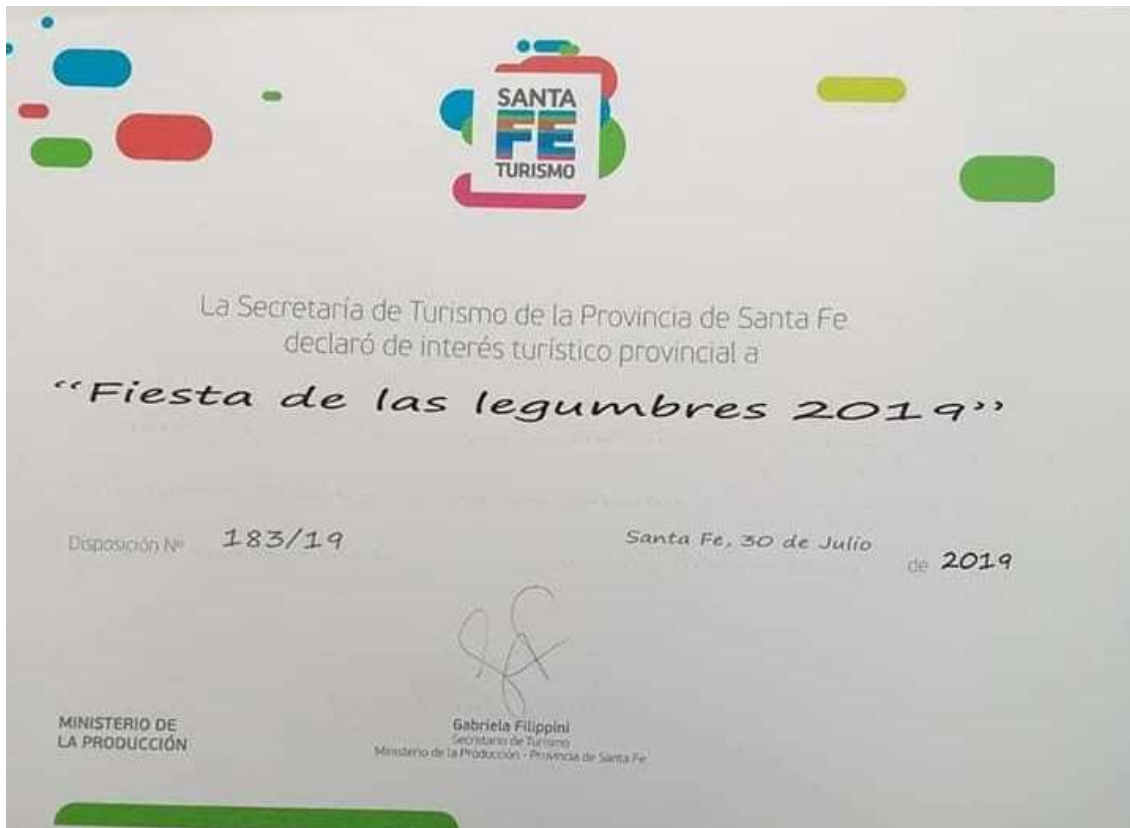 SANTA
FE
TURISMO
La Secretaría de Turismo de la Provincia de Santa Fe
declaró de interés turístico provincial a
“Fiesta de las legumbres 2019”
Disposición Nº 183/19
Santa Fe, 30 de Julio de 2019
Gabriela Filippini
Secretario de Turismo
Ministerio de la Producción - Provincia de Santa Fe
MINISTERIO DE
LA PRODUCCIÓN